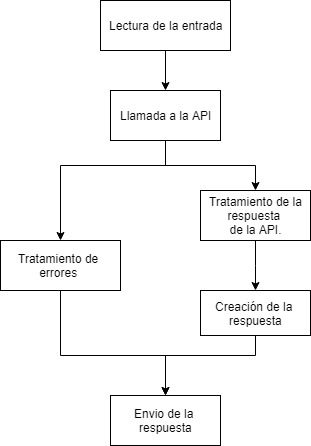 Lectura de la entrada
Llamada a la API
Tratamiento de la
respuesta
de la API.
Tratamiento de
errores
Creación de la
respuesta
Envio de la
respuesta